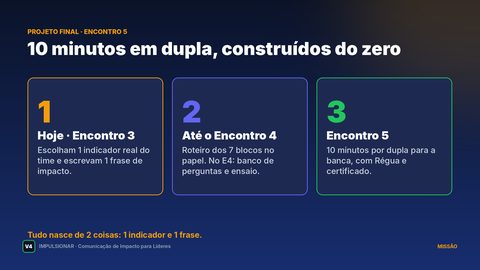 PROJETO FINAL · ENCONTRO 5
10 minutos em dupla, construídos do zero
1
Hoje · Encontro 3
Escolham 1 indicador real do
time e escrevam 1 frase de
impacto.
2
Até o Encontro 4
Roteiro dos 7 blocos no
papel. No E4: banco de
perguntas e ensaio.
3
Encontro 5
10 minutos por dupla para a
banca, com Régua e
certificado.
Tudo nasce de 2 coisas: 1 indicador e 1 frase.
V4
IMPULSIONAR · Comunicação de Impacto para Líderes
MISSÃO